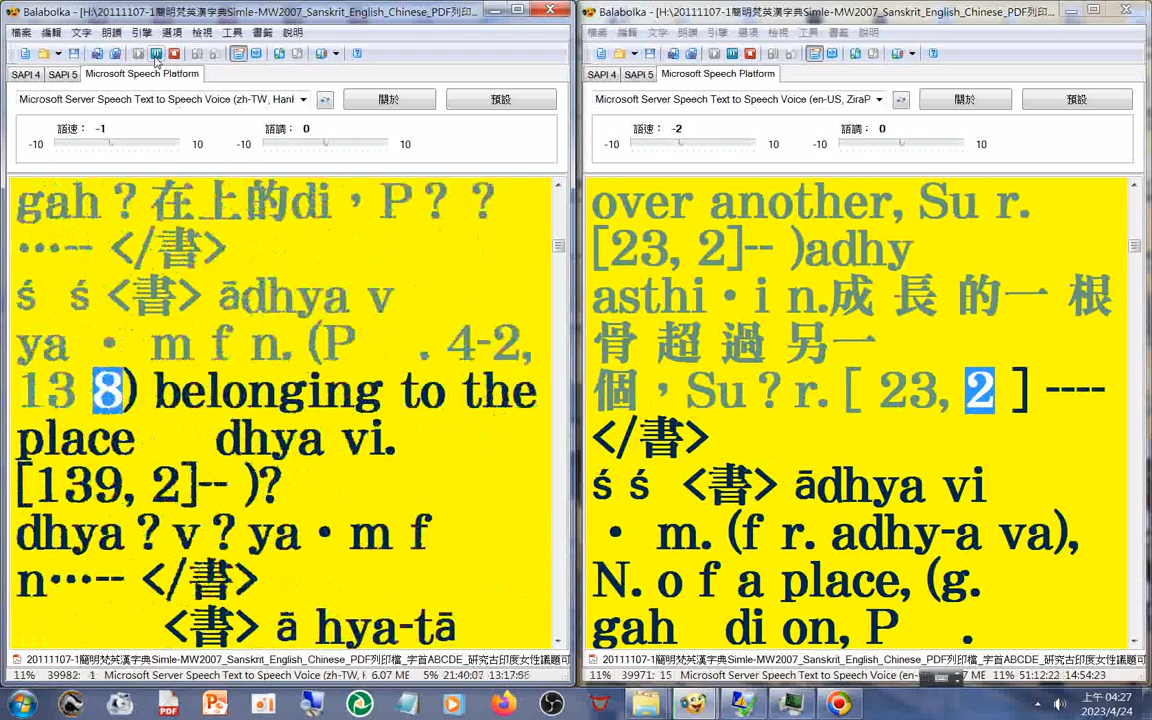 Balabolka - [H:\20111107-1簡明梵英漢字典Simle-MW2007_Sanskrit_English_Chinese_PDF列印...
檔案 編輯 文字 朗讀 引擎 選項 檢視 工具 書籤 說明
SAPI 4 SAPI 5 Microsoft Speech Platform
Microsoft Server Speech Text to Speech Voice (zh-TW, Hanl 關於 預設
語速： -1 語調： 0
-10 10 -10 10
gah？在上的di，P？？
…-- </書>
ś ś <書> ādhya v
ya • m f n. (P . 4-2,
13 8) belonging to the
place dhya vi.
[139, 2]-- )?
dhya？v？ya • m f
n…-- </書>
<書> ā hya-tā
20111107-1簡明梵英漢字典Simle-MW2007_Sanskrit_English_Chinese_PDF列印檔_字首ABCDE_研究古印度女性議題可
11% 39982: 1 Microsoft Server Speech Text to Speech Voice (zh-TW, 6.07 ME 5% 21:40:07 13:17:56
Balabolka - [H:\20111107-1簡明梵英漢字典Simle-MW2007_Sanskrit_English_Chinese_PDF列印...
檔案 編輯 文字 朗讀 引擎 選項 檢視 工具 書籤 說明
SAPI 4 SAPI 5 Microsoft Speech Platform
Microsoft Server Speech Text to Speech Voice (en-US, ZiraP 關於 預設
語速： -2 語調： 0
-10 10 -10 10
over another, Su r.
[23, 2]-- )adhy
asthi • i n.成 長 的一 根
骨 超 過 另一
個，Su？r. [ 23, 2 ] ----
</書>
ś ś <書> ādhya vi
• m. (f r. adhy-a va),
N. o f a place, (g.
gah di on, P .
20111107-1簡明梵英漢字典Simle-MW2007_Sanskrit_English_Chinese_PDF列印檔_字首ABCDE_研究古印度女性議題可
11% 39971: 15 Microsoft Server Speech Text to Speech Voice 11% 51:12:22 14:54:23
上午 04:27
2023/4/24